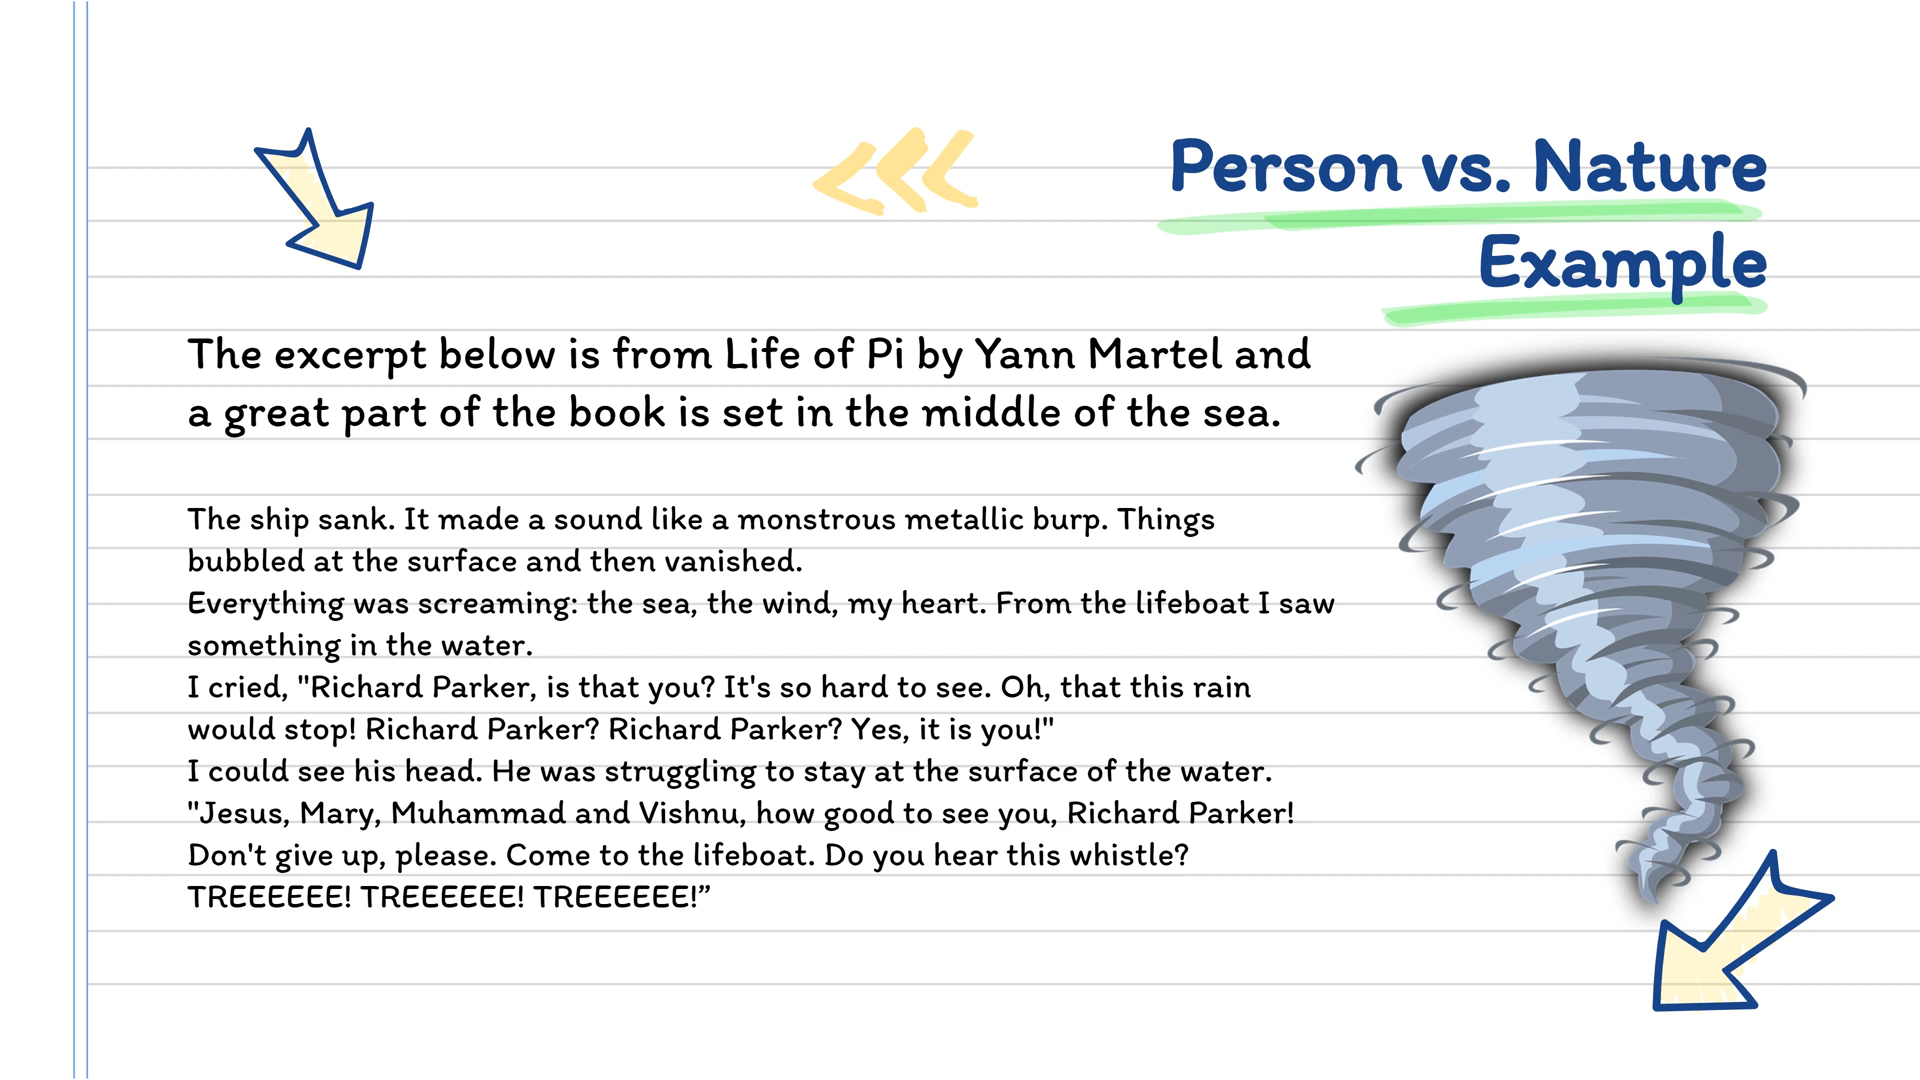 Person vs. Nature
Example
The excerpt below is from Life of Pi by Yann Martel and
a great part of the book is set in the middle of the sea.
The ship sank. It made a sound like a monstrous metallic burp. Things
bubbled at the surface and then vanished.
Everything was screaming: the sea, the wind, my heart. From the lifeboat I saw
something in the water.
I cried, "Richard Parker, is that you? It's so hard to see. Oh, that this rain
would stop! Richard Parker? Richard Parker? Yes, it is you!"
I could see his head. He was struggling to stay at the surface of the water.
"Jesus, Mary, Muhammad and Vishnu, how good to see you, Richard Parker!
Don't give up, please. Come to the lifeboat. Do you hear this whistle?
TREEEEEE! TREEEEEE! TREEEEEE!”